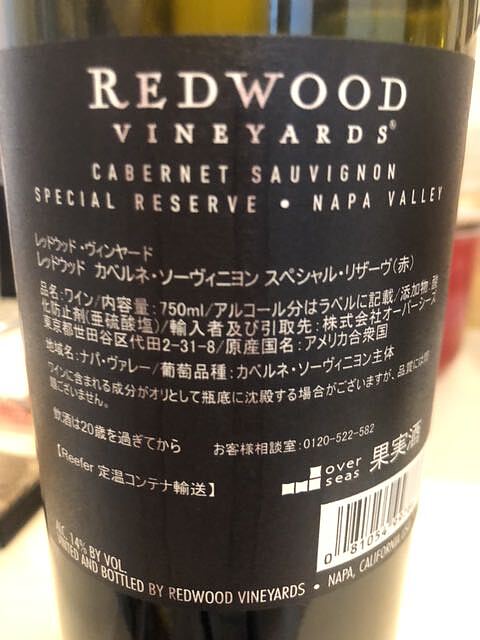 REDWOOD
VINEYARDS®
CABERNET SAUVIGNON
SPECIAL RESERVE • NAPA VALLEY
レッドウッド・ヴィンヤード
レッドウッド カベルネ・ソーヴィニヨン スペシャル・リザーヴ(赤)
品名:ワイン/内容量:750ml/アルコール分はラベルに記載/添加物:酸
化防止剤(亜硫酸塩)/輸入者及び引取先:株式会社オーバーシーズ
東京都世田谷区代田2-31-8/原産国名:アメリカ合衆国
地域名:ナパ・ヴァレー/葡萄品種:カベルネ・ソーヴィニヨン主体
ワインに含まれる成分がオリとして瓶底に沈殿する場合がございますが、品質には問
題ございません。
飲酒は20歳を過ぎてから
お客様相談室:0120-522-582
【Reefer 定温コンテナ輸送】
over
seas
果実酒
0 81054
ALC. 14% BY VOL.
VINTED AND BOTTLED BY REDWOOD VINEYARDS • NAPA, CALIFORNIA